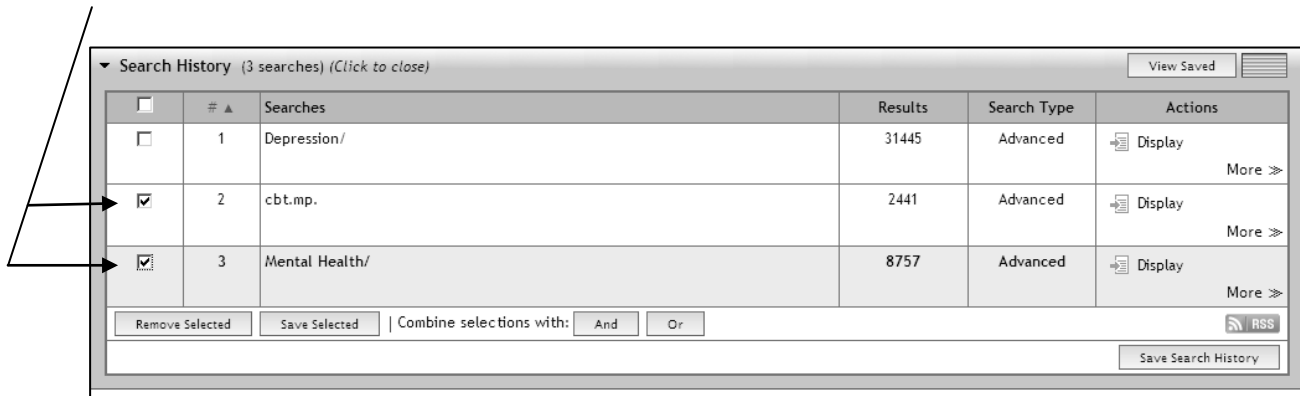 Search History (3 searches) (Click to close) View Saved
# ▲ Searches Results Search Type Actions
1 Depression/ 31445 Advanced Display
More ≫
2 cbt.mp. 2441 Advanced Display
More ≫
3 Mental Health/ 8757 Advanced Display
More ≫
Remove Selected Save Selected | Combine selections with: And Or RSS
Save Search History